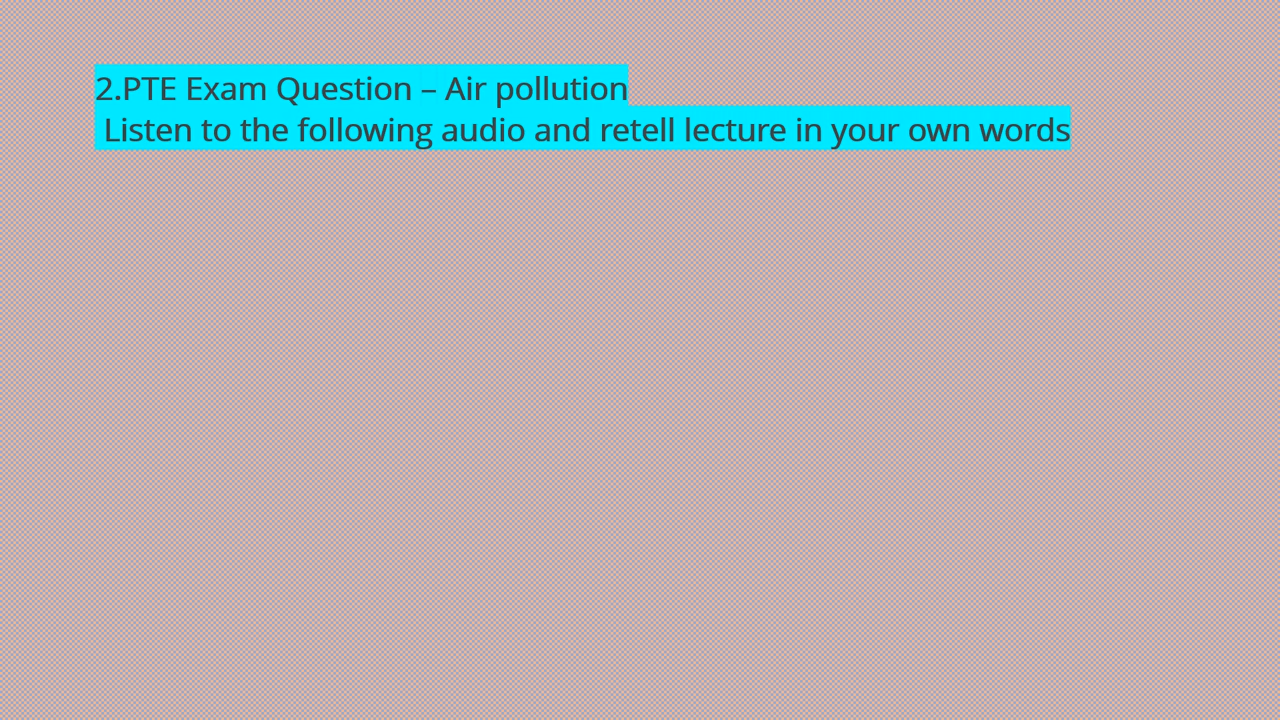 2.PTE Exam Question – Air pollution
Listen to the following audio and retell lecture in your own words